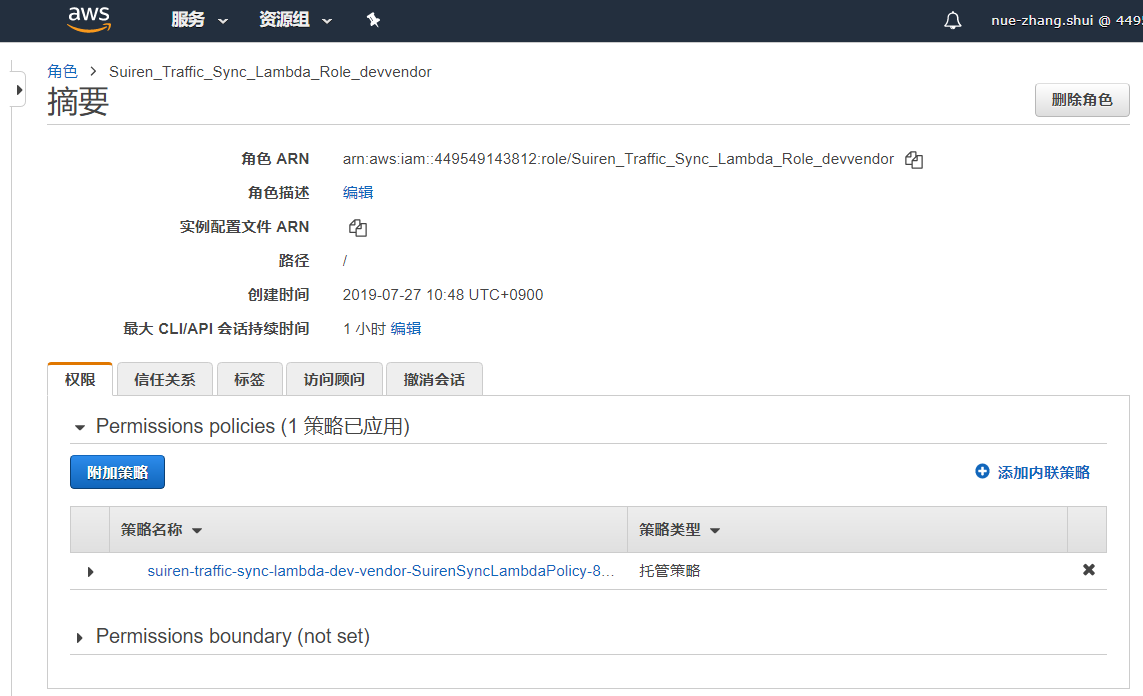 aws 服务 资源组 nue-zhang.shui @ 449
角色 > Suiren_Traffic_Sync_Lambda_Role_devvendor
摘要 删除角色
角色 ARN arn:aws:iam::449549143812:role/Suiren_Traffic_Sync_Lambda_Role_devvendor
角色描述 编辑
实例配置文件 ARN
路径 /
创建时间 2019-07-27 10:48 UTC+0900
最大 CLI/API 会话持续时间 1 小时 编辑
权限 信任关系 标签 访问顾问 撤消会话
Permissions policies (1 策略已应用)
附加策略 添加内联策略
策略名称 策略类型
suiren-traffic-sync-lambda-dev-vendor-SuirenSyncLambdaPolicy-8... 托管策略
Permissions boundary (not set)